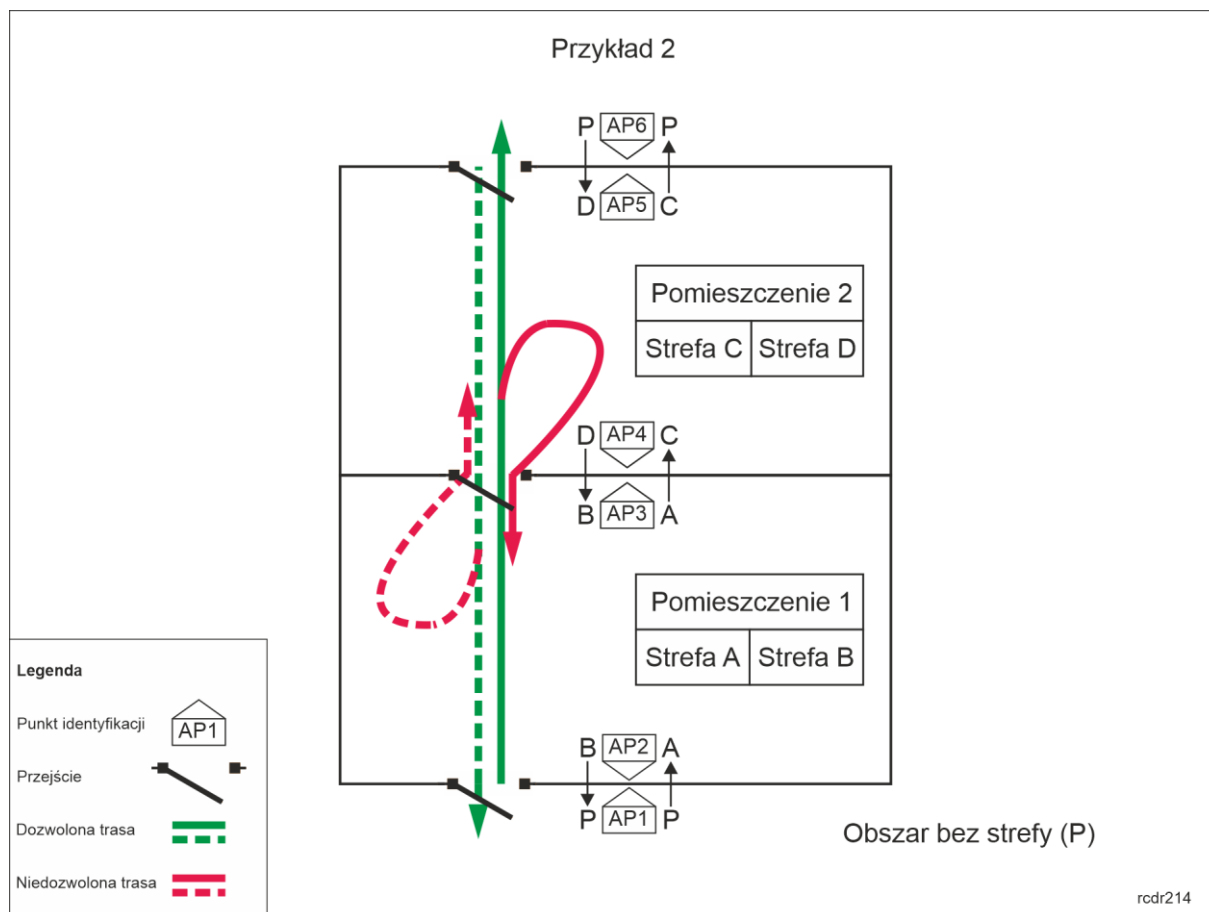 Przykład 2
P AP6 P
D AP5 C
Pomieszczenie 2
Strefa C Strefa D
D AP4 C
B AP3 A
Pomieszczenie 1
Strefa A Strefa B
B AP2 A
P AP1 P
Obszar bez strefy (P)
Legenda
Punkt identyfikacji AP1
Przejście
Dozwolona trasa
Niedozwolona trasa
rcdr214